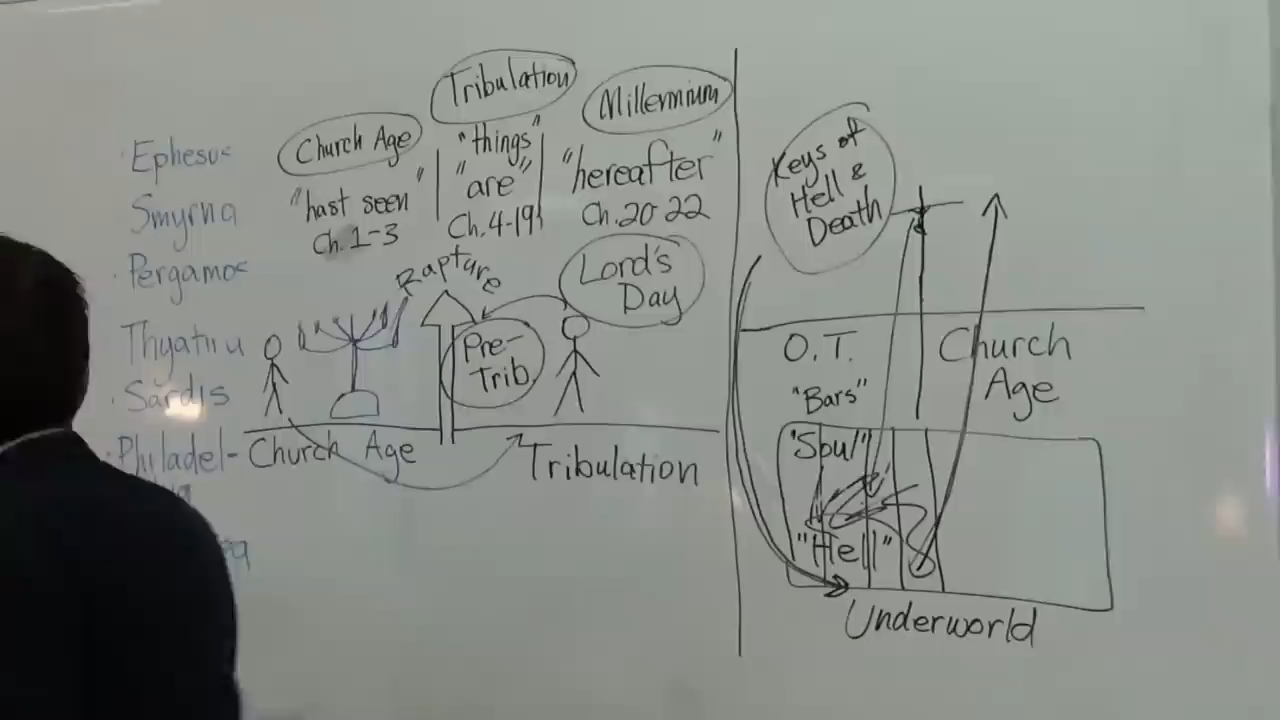 · Ephesus
Smyrna
· Pergamos
Thyatira
· Sardis
· Philadel-
Church Age
"hast seen"
Ch. 1-3
Tribulation
"things"
"are"
Ch. 4-19
Millennium
"hereafter"
Ch. 20-22
Rapture
Pre-
Trib.
Lord's
Day
Church Age
Tribulation
Keys of
Hell &
Death
O.T.
"Bars"
Church
Age
"Soul"
"Hell"
Underworld